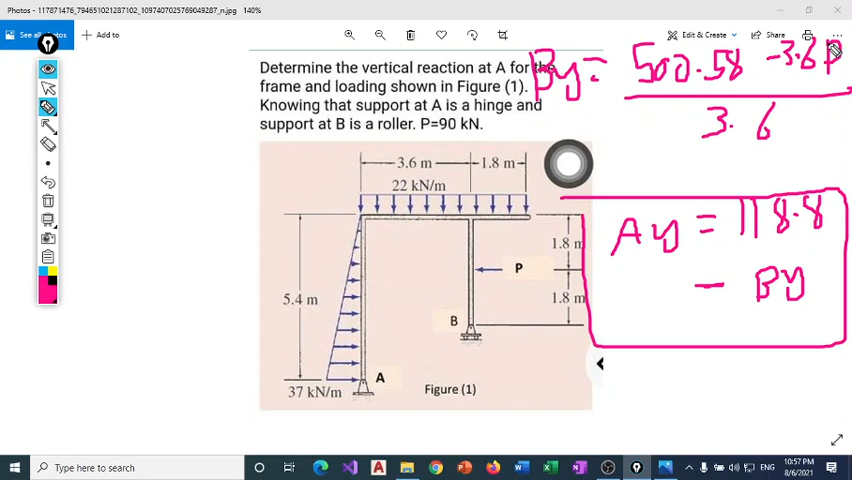 Photos - 117871476_787465102128​7102_1097407025769049287_n.jpg 140%
See all photos
Add to
Edit & Create
Share
Print
Determine the vertical reaction at A for the
frame and loading shown in Figure (1).
Knowing that support at A is a hinge and
support at B is a roller. P=90 kN.
By = 500.58 -3.6P
3.6
3.6 m
1.8 m
22 kN/m
Ay = 118.8
- By
1.8 m
P
5.4 m
1.8 m
B
A
37 kN/m
Figure (1)
Type here to search
ENG
10:57 PM
8/6/2021